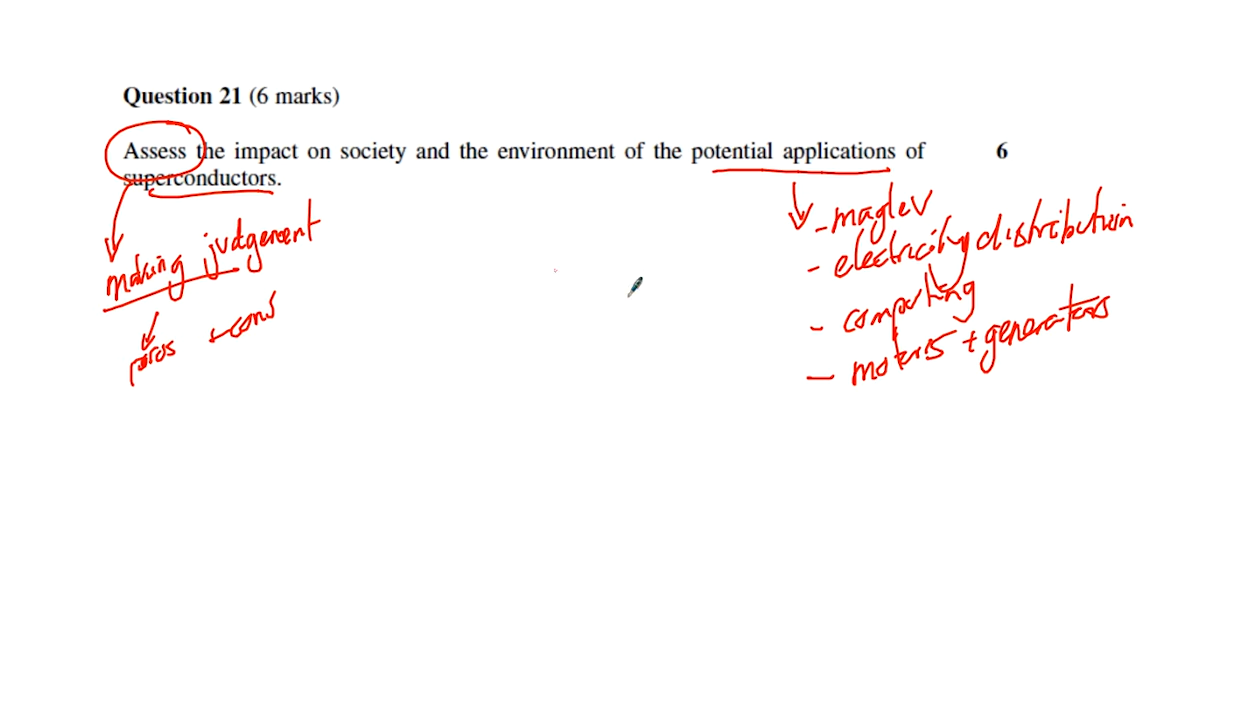 Question 21 (6 marks)
Assess the impact on society and the environment of the potential applications of 6
superconductors.
making judgement
pros + cons
- maglev
- electricity distribution
- computing
- motors + generators